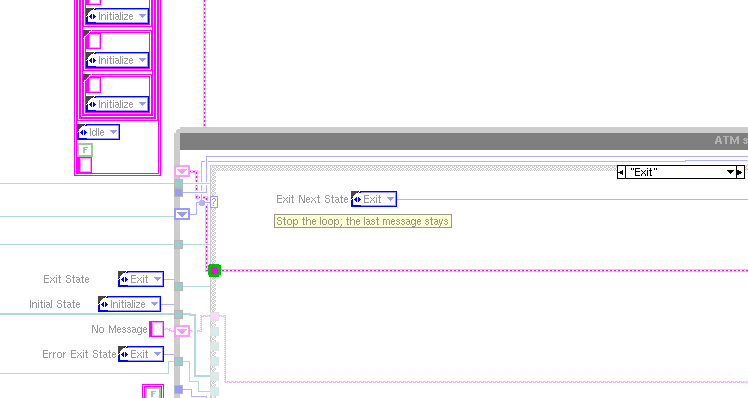 Initialize
Initialize
Initialize
Idle
F
ATM s
"Exit"
?
Exit Next State Exit
Stop the loop; the last message stays
Exit State Exit
Initial State Initialize
No Message
Error Exit State Exit
F